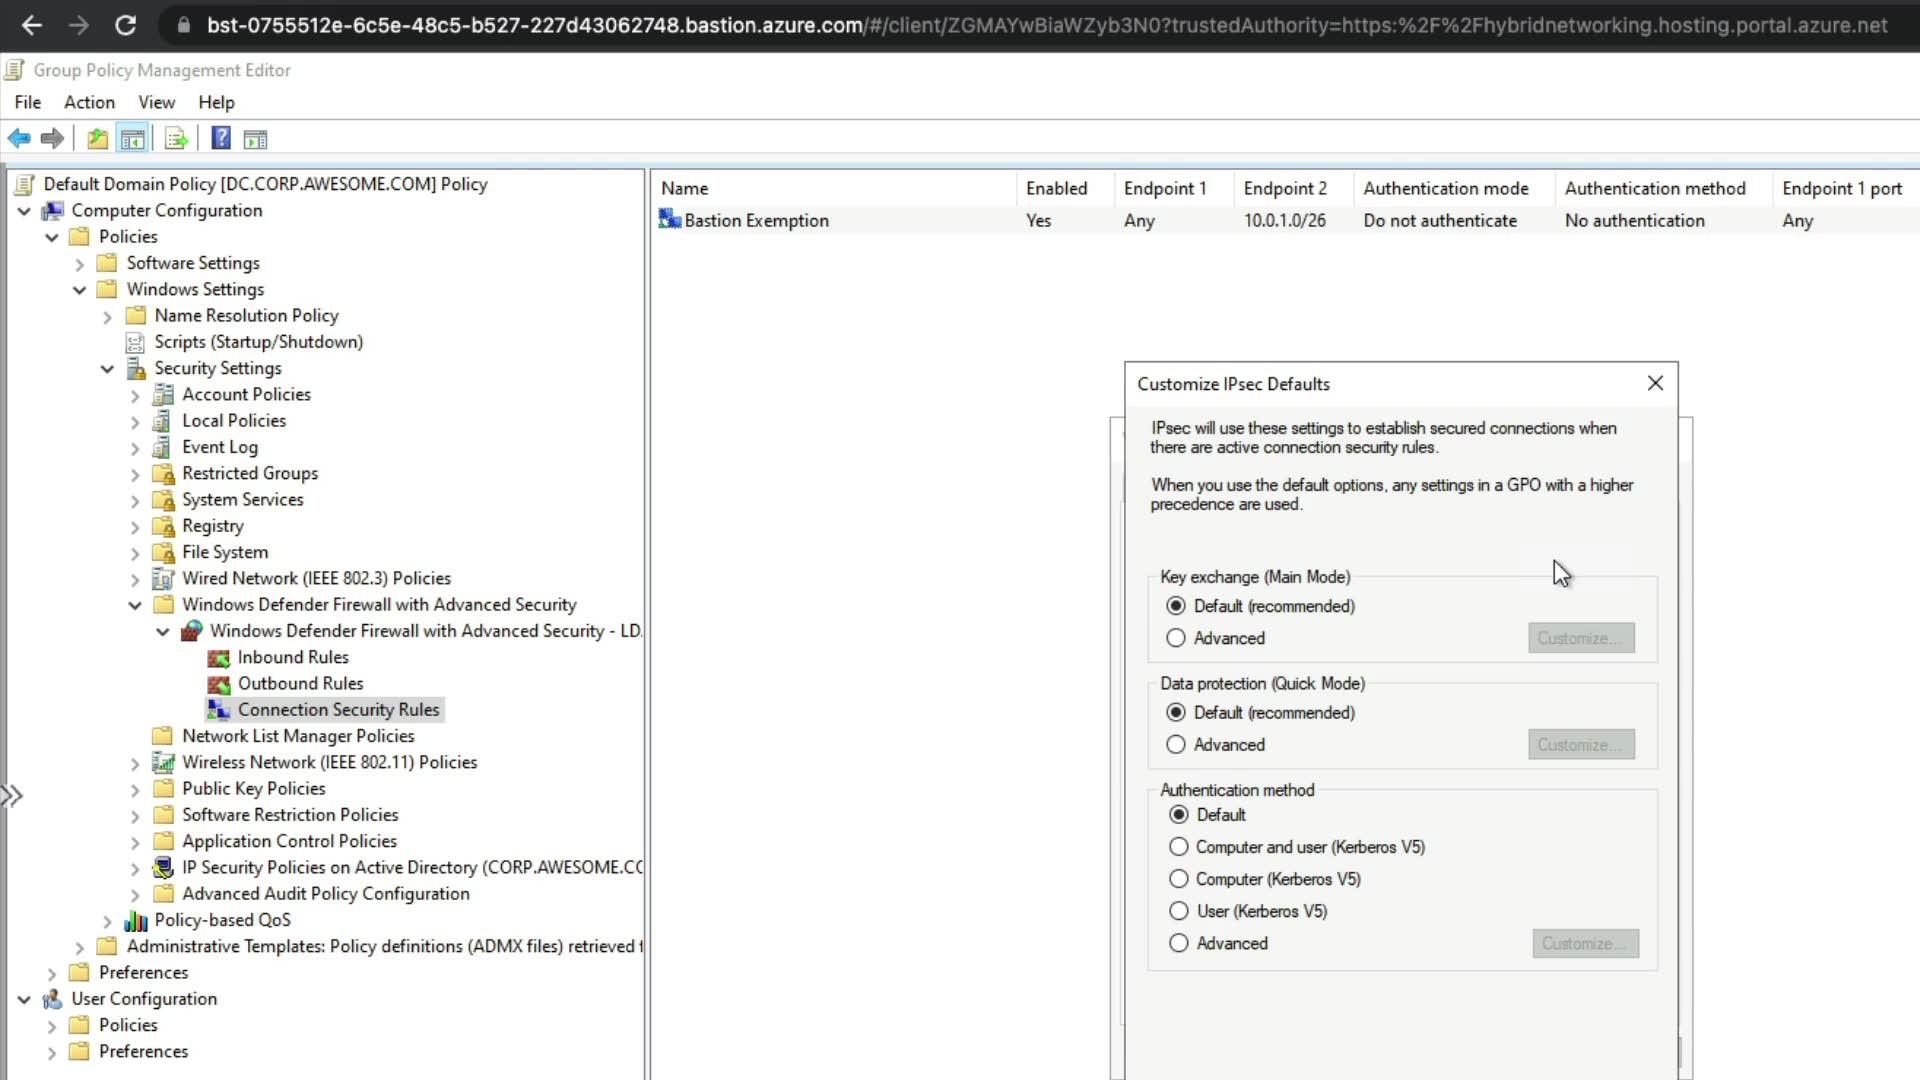 bst-0755512e-6c5e-48c5-b527-227d43062748.bastion.azure.com/#/client/ZGMAYwBiaWZyb3N0?trustedAuthority=https:%2F%2Fhybridnetworking.hosting.portal.azure.net
Group Policy Management Editor
File Action View Help
Default Domain Policy [DC.CORP.AWESOME.COM] Policy
Computer Configuration
Policies
Software Settings
Windows Settings
Name Resolution Policy
Scripts (Startup/Shutdown)
Security Settings
Account Policies
Local Policies
Event Log
Restricted Groups
System Services
Registry
File System
Wired Network (IEEE 802.3) Policies
Windows Defender Firewall with Advanced Security
Windows Defender Firewall with Advanced Security - LD
Inbound Rules
Outbound Rules
Connection Security Rules
Network List Manager Policies
Wireless Network (IEEE 802.11) Policies
Public Key Policies
Software Restriction Policies
Application Control Policies
IP Security Policies on Active Directory (CORP.AWESOME.CO
Advanced Audit Policy Configuration
Policy-based QoS
Administrative Templates: Policy definitions (ADMX files) retrieved
Preferences
User Configuration
Policies
Preferences
Name Enabled Endpoint 1 Endpoint 2 Authentication mode Authentication method Endpoint 1 port
Bastion Exemption Yes Any 10.0.1.0/26 Do not authenticate No authentication Any
Customize IPsec Defaults
IPsec will use these settings to establish secured connections when
there are active connection security rules.
When you use the default options, any settings in a GPO with a higher
precedence are used.
Key exchange (Main Mode)
Default (recommended)
Advanced Customize...
Data protection (Quick Mode)
Default (recommended)
Advanced Customize...
Authentication method
Default
Computer and user (Kerberos V5)
Computer (Kerberos V5)
User (Kerberos V5)
Advanced Customize...